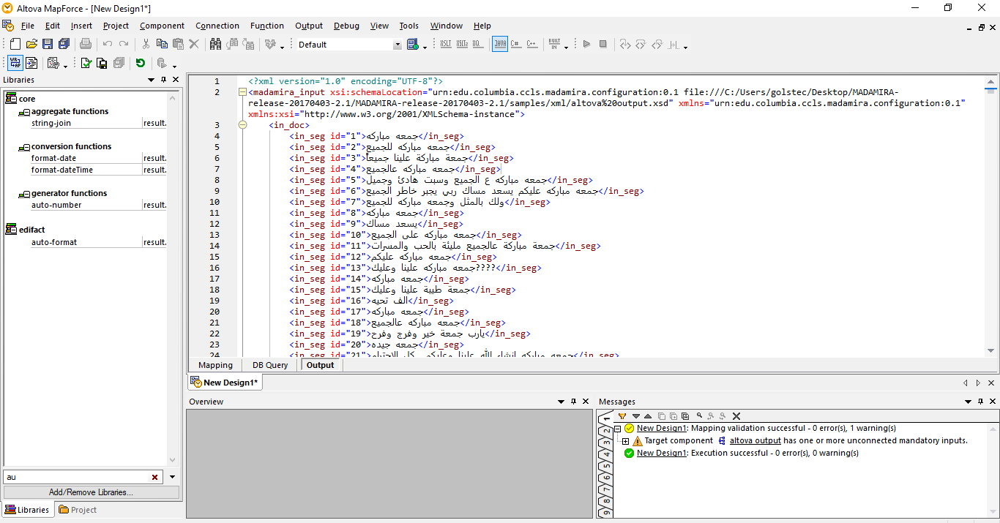 Altova MapForce - [New Design1*]
File Edit Insert Project Component Connection Function Output Debug View Tools Window Help
Default
XSLT XSLT2 XQ... JAVA C# C++ BUILT IN
Libraries
core
aggregate functions
string-join result.
conversion functions
format-date result.
format-dateTime result.
generator functions
auto-number result.
edifact
auto-format result.
au
Add/Remove Libraries...
Libraries Project
1 <?xml version="1.0" encoding="UTF-8"?>
2 <madamira_input xsi:schemaLocation="urn:edu.columbia.ccls.madamira.configuration:0.1 file:///C:/Users/golstec/Desktop/MADAMIRA-
release-20170403-2.1/MADAMIRA-release-20170403-2.1/samples/xml/altova%20output.xsd" xmlns="urn:edu.columbia.ccls.madamira.configuration:0.1"
xmlns:xsi="http://www.w3.org/2001/XMLSchema-instance">
3 <in_doc>
4 <in_seg id="1">جمعه مباركه</in_seg>
5 <in_seg id="2">جمعه مباركه للجميع</in_seg>
6 <in_seg id="3">جمعة مباركة علينا جميعاً</in_seg>
7 <in_seg id="4">جمعه مباركه عالجميع</in_seg>
8 <in_seg id="5">جمعه مباركه ع الجميع وسبت هادئ وجميل</in_seg>
9 <in_seg id="6">جمعه مباركه عليكم يسعد مساك ربي يجبر خاطر الجميع</in_seg>
10 <in_seg id="7">ولك بالمثل وجمعه مباركه للجميع</in_seg>
11 <in_seg id="8">جمعه مباركه</in_seg>
12 <in_seg id="9">يسعد مساك</in_seg>
13 <in_seg id="10">جمعه مباركه على الجميع</in_seg>
14 <in_seg id="11">جمعة مباركة عالجميع مليئة بالحب والمسرات</in_seg>
15 <in_seg id="12">جمعه مباركه عليكم</in_seg>
16 <in_seg id="13">جمعه مباركه علينا وعليك????</in_seg>
17 <in_seg id="14">جمعه مباركه</in_seg>
18 <in_seg id="15">جمعة طيبة علينا وعليك</in_seg>
19 <in_seg id="16">الف تحيه</in_seg>
20 <in_seg id="17">جمعه مباركه</in_seg>
21 <in_seg id="18">جمعه مباركه عالجميع</in_seg>
22 <in_seg id="19">يارب جمعة خير وفرج وفرح</in_seg>
23 <in_seg id="20">جمعه جيده</in_seg>
24 <in_seg id="21">جمعه مباركه انشاء الله علينا وعليكم كل الاحترام</in_seg>
Mapping DB Query Output
New Design1*
Overview
Messages
1 2 3 4 5 6 7 8 9
New Design1: Mapping validation successful - 0 error(s), 1 warning(s)
Target component altova output has one or more unconnected mandatory inputs.
New Design1: Execution successful - 0 error(s), 0 warning(s)